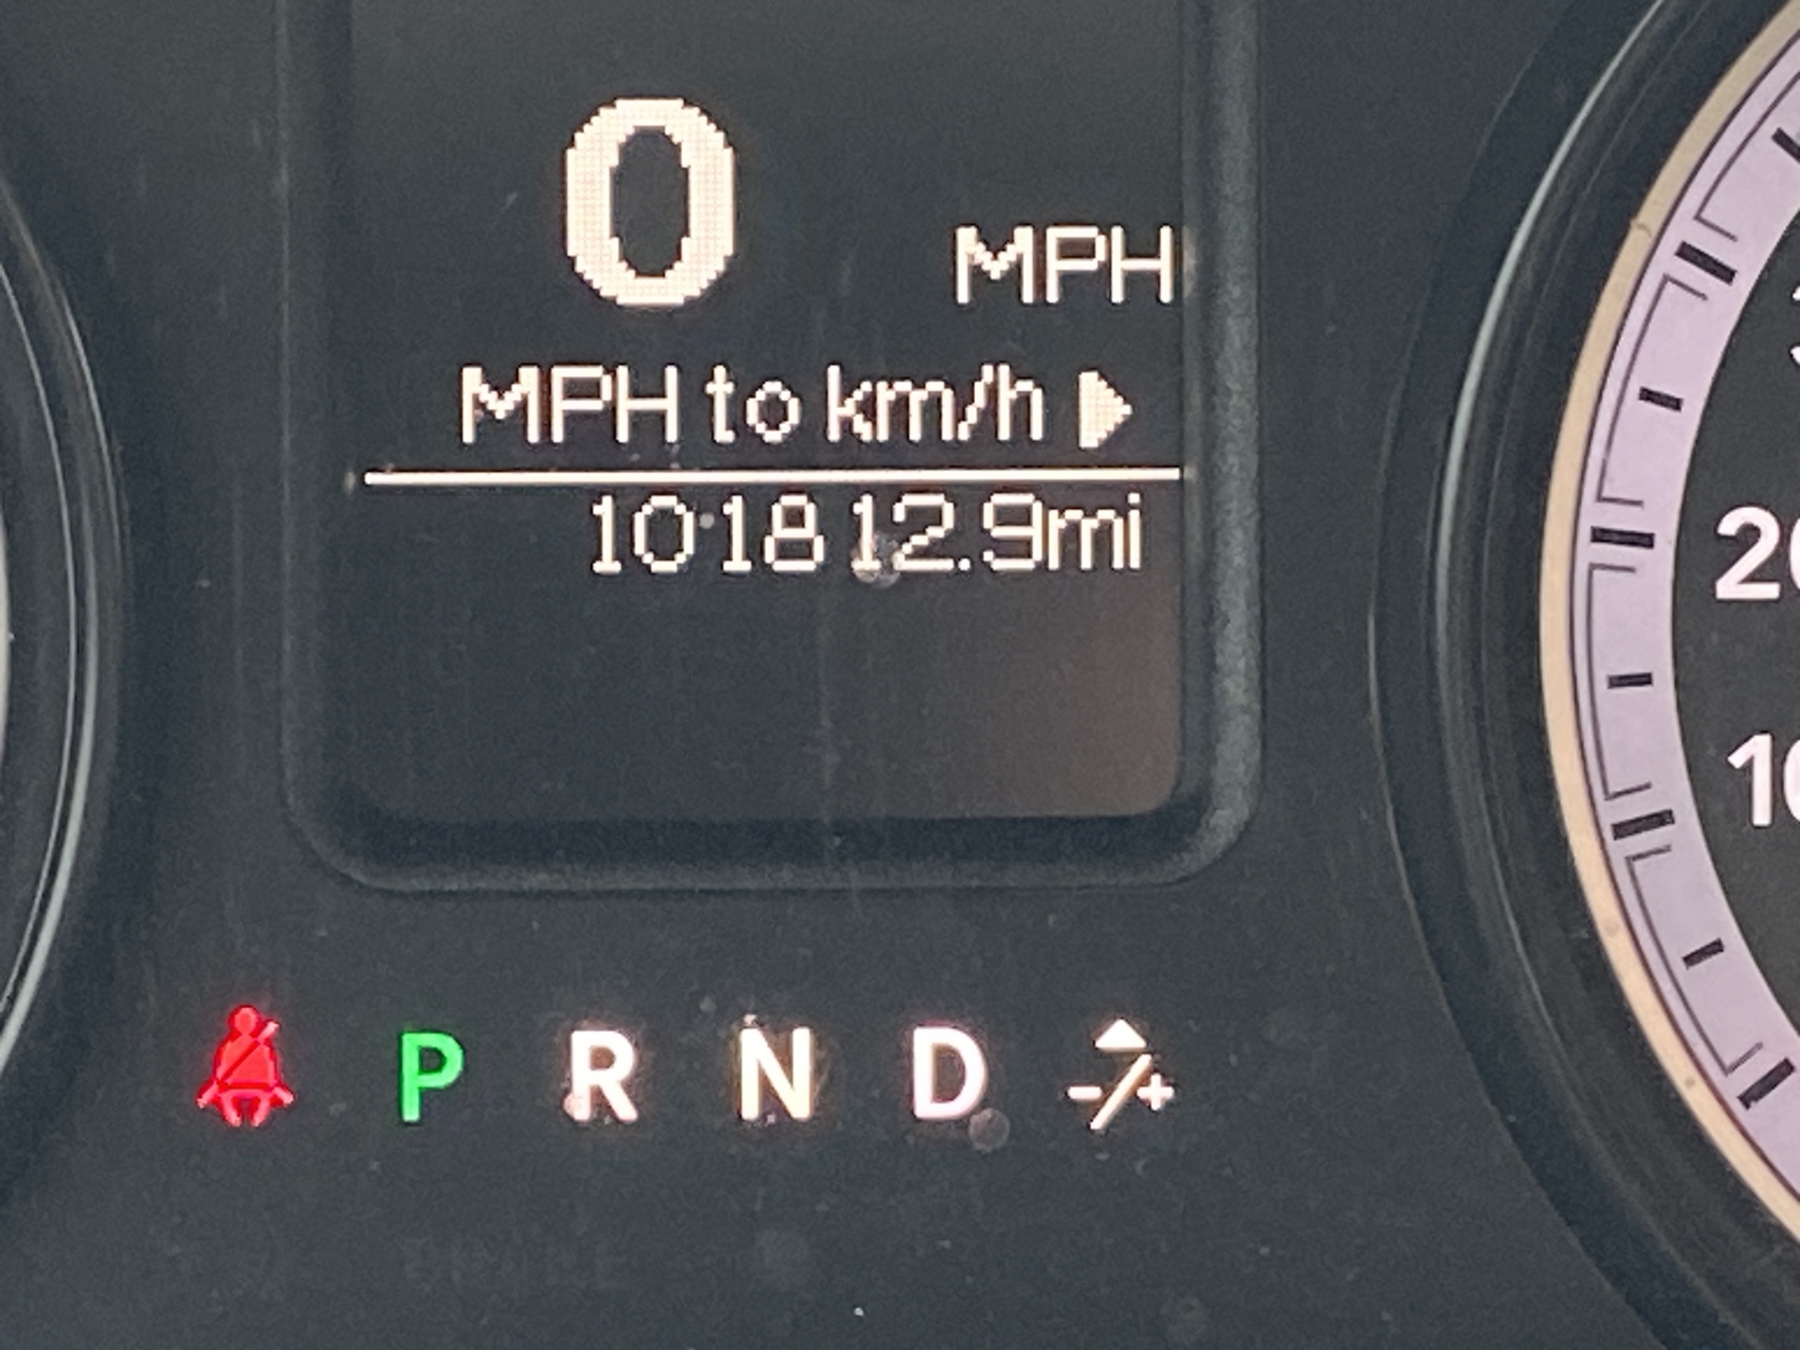 0
MPH
MPH to km/h ▶
101812.9mi
20
10
P R N D -/+